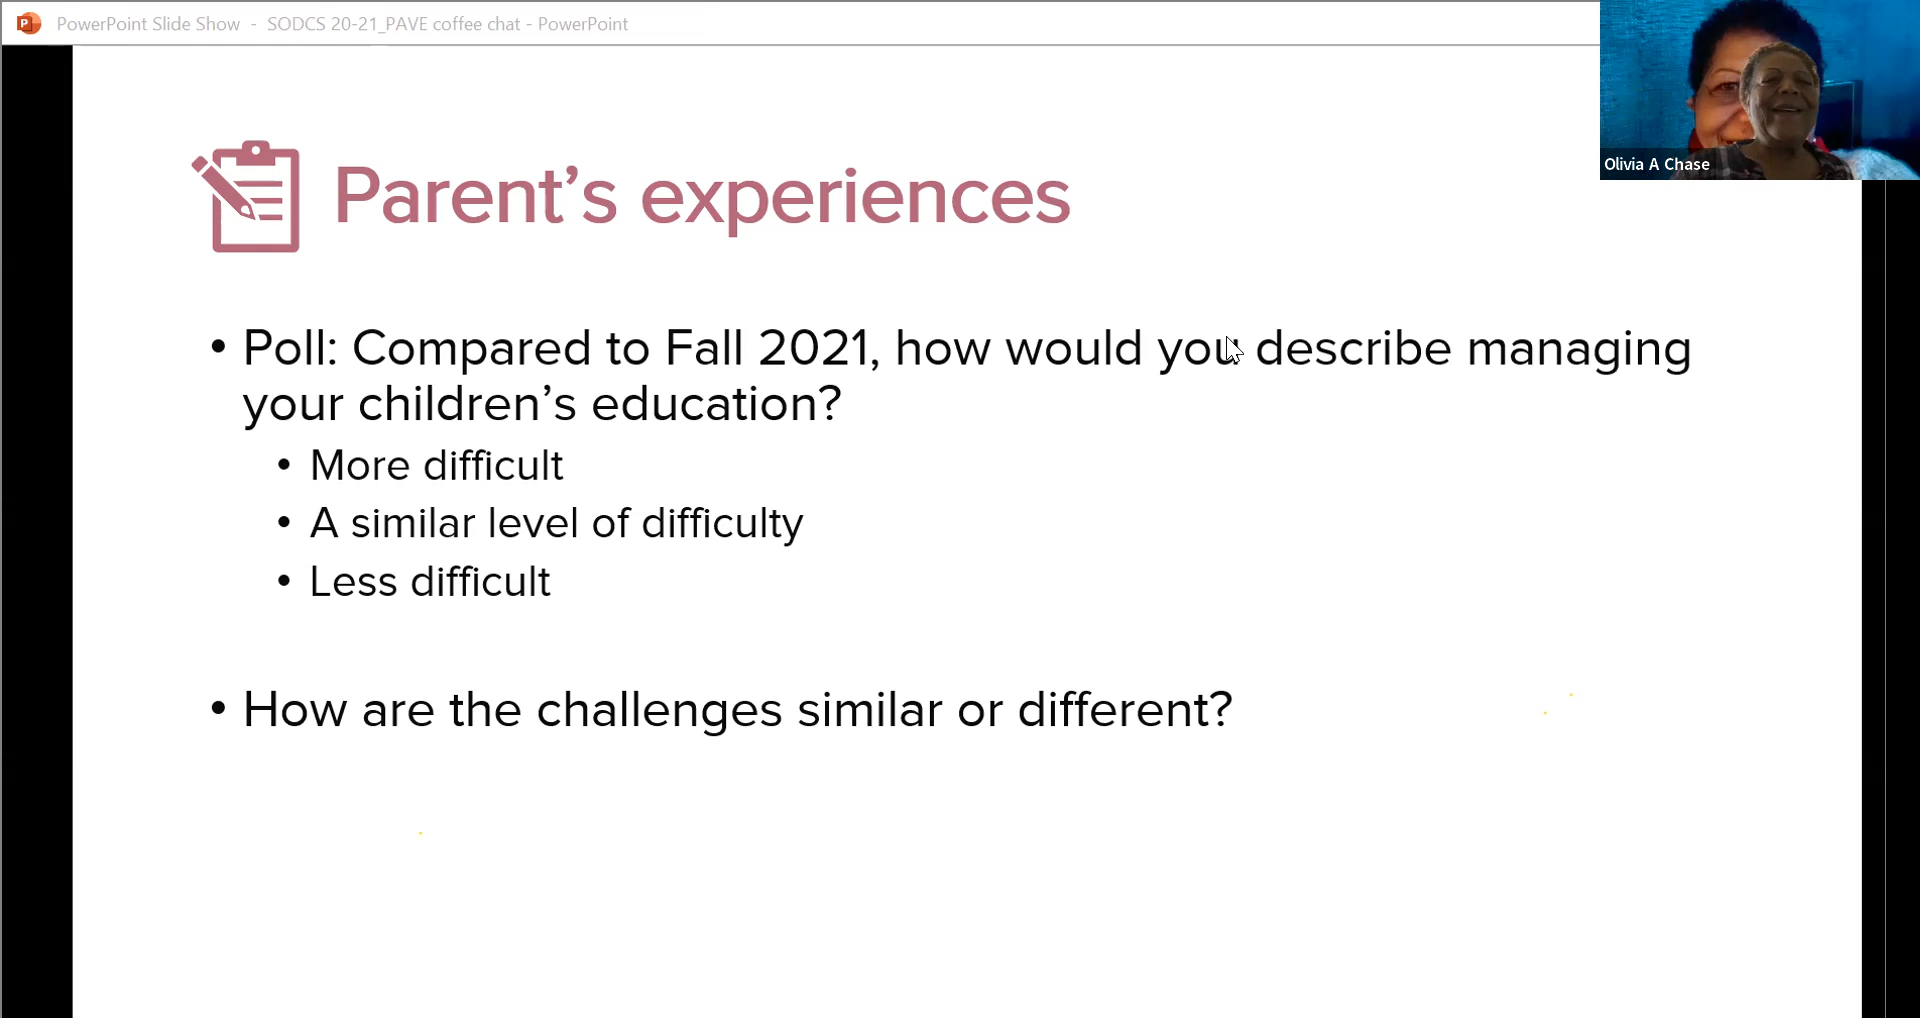 PowerPoint Slide Show - SODCS 20-21_PAVE coffee chat - PowerPoint
Olivia A Chase
Parent’s experiences
• Poll: Compared to Fall 2021, how would you describe managing
your children’s education?
• More difficult
• A similar level of difficulty
• Less difficult
• How are the challenges similar or different?